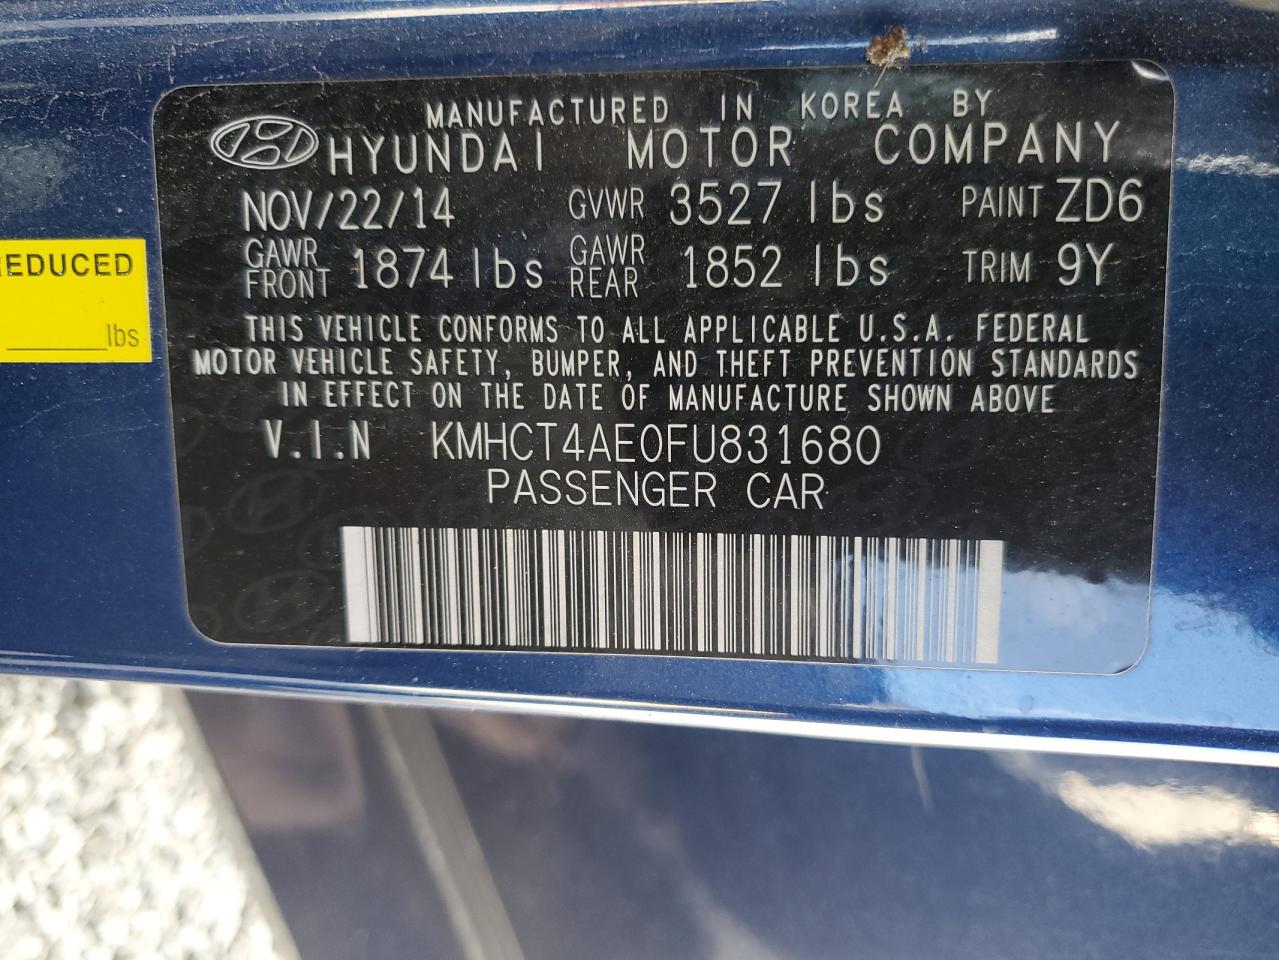 MANUFACTURED IN KOREA BY
HYUNDAI MOTOR COMPANY
NOV/22/14 GVWR 3527 lbs PAINT ZD6
GAWR FRONT 1874 lbs GAWR REAR 1852 lbs TRIM 9Y
THIS VEHICLE CONFORMS TO ALL APPLICABLE U.S.A. FEDERAL
MOTOR VEHICLE SAFETY, BUMPER, AND THEFT PREVENTION STANDARDS
IN EFFECT ON THE DATE OF MANUFACTURE SHOWN ABOVE
V.I.N KMHCT4AE0FU831680
PASSENGER CAR
EDUCED
lbs